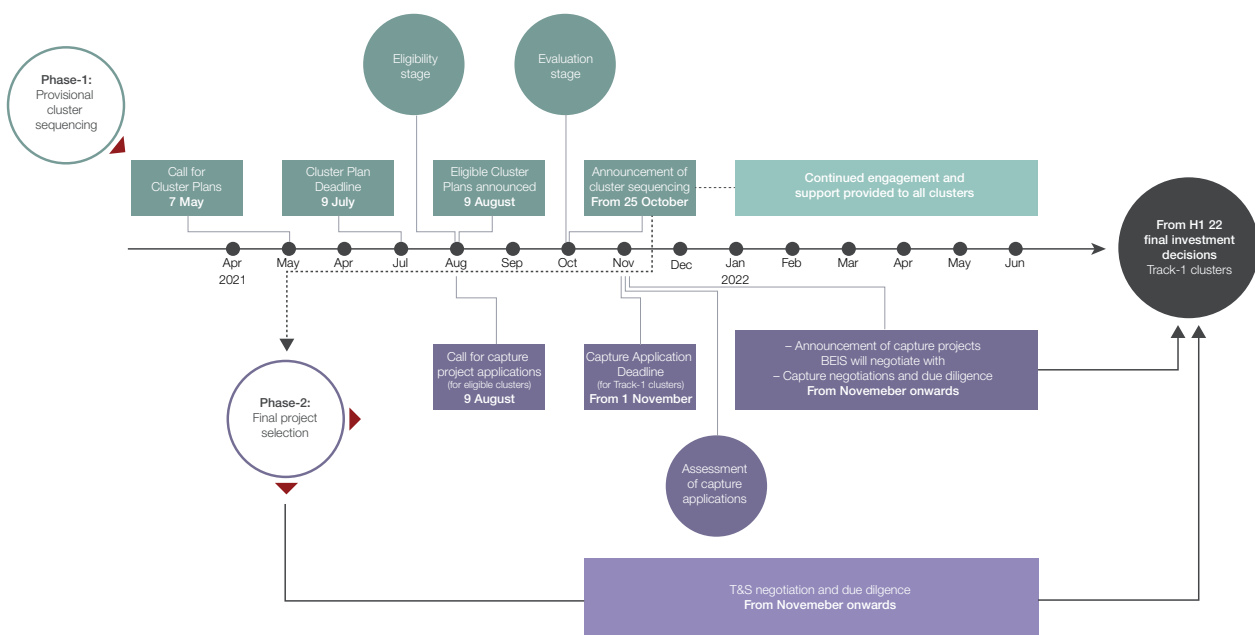 Phase-1:
Provisional
cluster
sequencing
Eligibility
stage
Evaluation
stage
Call for
Cluster Plans
7 May
Cluster Plan
Deadline
9 July
Eligible Cluster
Plans announced
9 August
Announcement of
cluster sequencing
From 25 October
Continued engagement and
support provided to all clusters
From H1 22
final investment
decisions
Track-1 clusters
Apr
2021
May
Apr
Jul
Aug
Sep
Oct
Nov
Dec
Jan
2022
Feb
Mar
Apr
May
Jun
Phase-2:
Final project
selection
Call for capture
project applications
(for eligible clusters)
9 August
Capture Application
Deadline
(for Track-1 clusters)
From 1 November
– Announcement of capture projects
BEIS will negotiate with
– Capture negotiations and due diligence
From Novemeber onwards
Assessment
of capture
applications
T&S negotiation and due dilgence
From Novemeber onwards